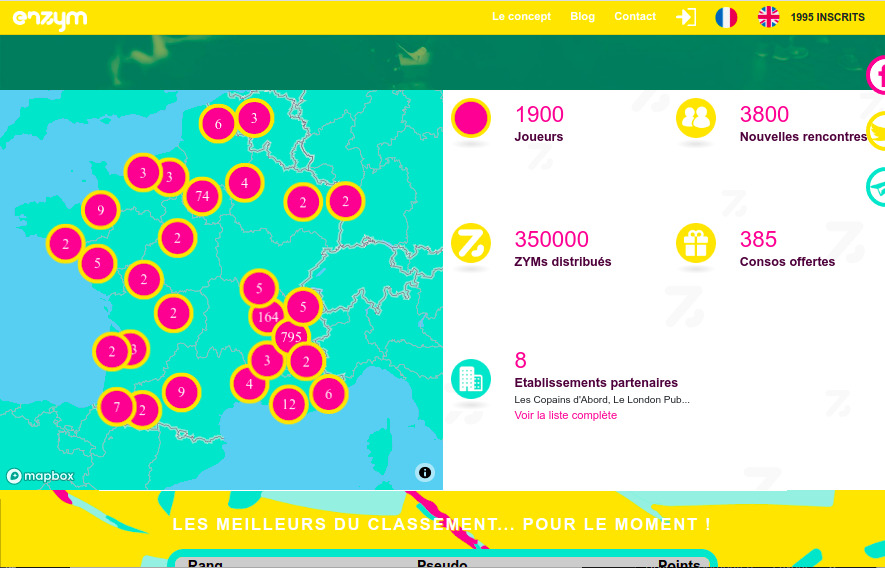 enzym
Le concept Blog Contact 1995 INSCRITS
6 3
3 3 74 4 2 2
9
2 2
5
2
5 5
2 164
795
2 3 3 2
4
9 6
7 2 12
mapbox
1900
Joueurs
3800
Nouvelles rencontres
350000
ZYMs distribués
385
Consos offertes
8
Etablissements partenaires
Les Copains d'Abord, Le London Pub...
Voir la liste complète
LES MEILLEURS DU CLASSEMENT... POUR LE MOMENT !
Rang Pseudo Points